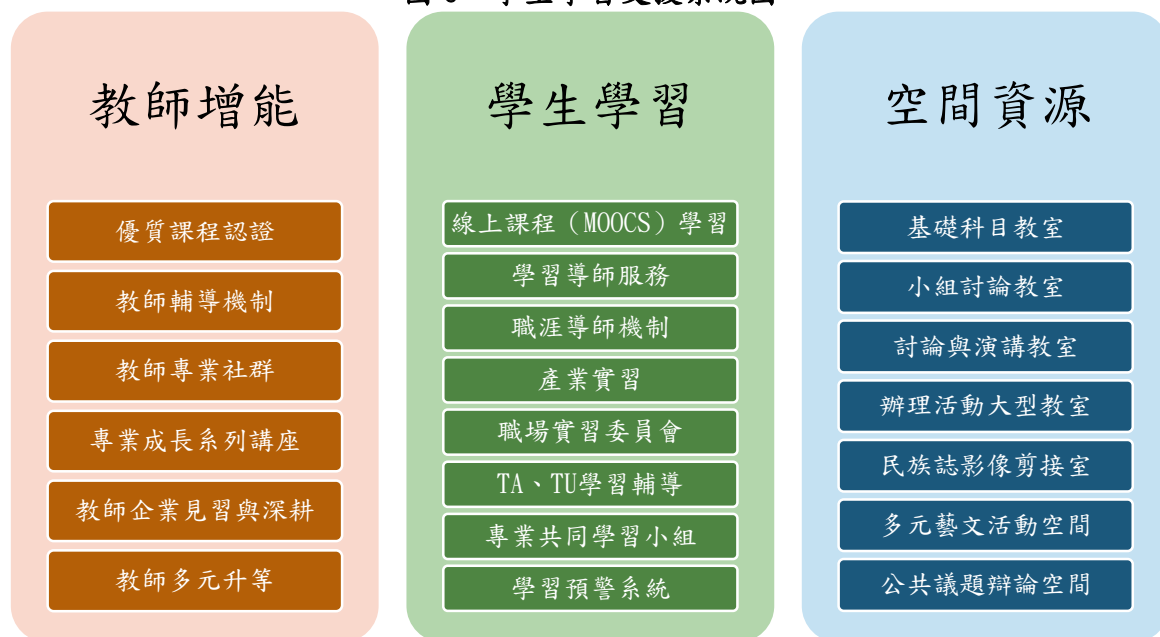 教師增能
優質課程認證
教師輔導機制
教師專業社群
專業成長系列講座
教師企業見習與深耕
教師多元升等
學生學習
線上課程（MOOCS）學習
學習導師服務
職涯導師機制
產業實習
職場實習委員會
TA、TU學習輔導
專業共同學習小組
學習預警系統
空間資源
基礎科目教室
小組討論教室
討論與演講教室
辦理活動大型教室
民族誌影像剪接室
多元藝文活動空間
公共議題辯論空間